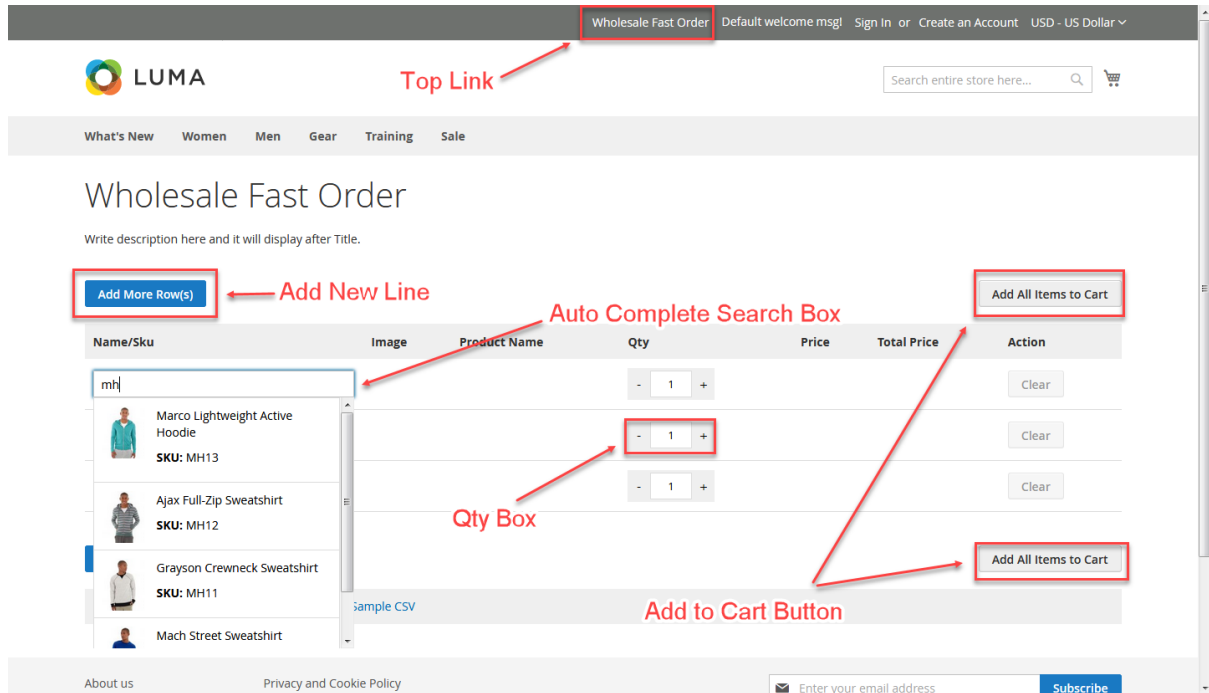 Wholesale Fast Order Default welcome msg! Sign In or Create an Account USD - US Dollar
LUMA
Top Link
Search entire store here...
What's New Women Men Gear Training Sale
Wholesale Fast Order
Write description here and it will display after Title.
Add More Row(s)
Add New Line
Add All Items to Cart
Auto Complete Search Box
Name/Sku Image Product Name Qty Price Total Price Action
mh
- 1 + Clear
Marco Lightweight Active
Hoodie
SKU: MH13
- 1 + Clear
Ajax Full-Zip Sweatshirt
SKU: MH12
- 1 + Clear
Qty Box
Grayson Crewneck Sweatshirt
SKU: MH11
Add All Items to Cart
Sample CSV
Add to Cart Button
Mach Street Sweatshirt
About us Privacy and Cookie Policy
Enter your email address Subscribe